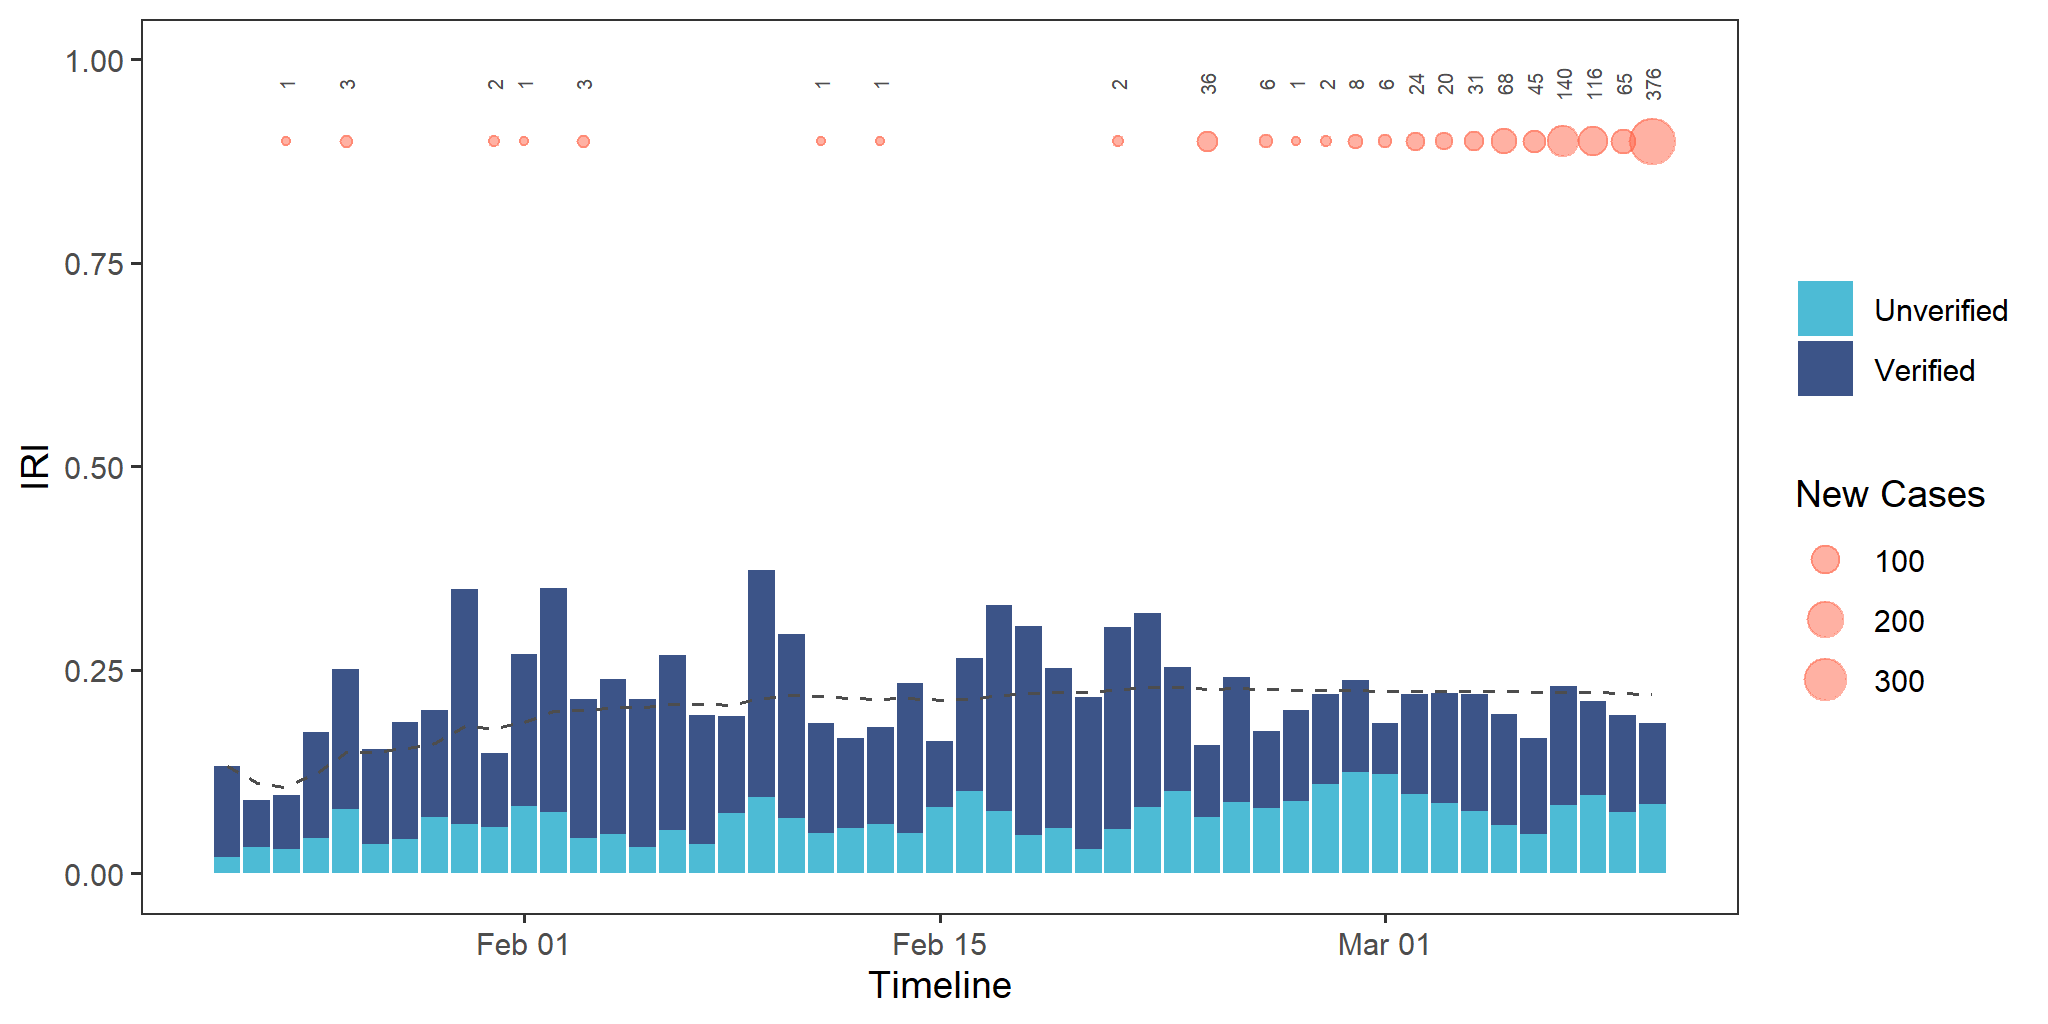 1.00
0.75
0.50
0.25
0.00
IRI
1 3 2 1 3 1 1 2 36 6 1 2 8 6 24 20 31 68 45 140 116 65 376
Feb 01 Feb 15 Mar 01
Timeline
Unverified
Verified
New Cases
100
200
300